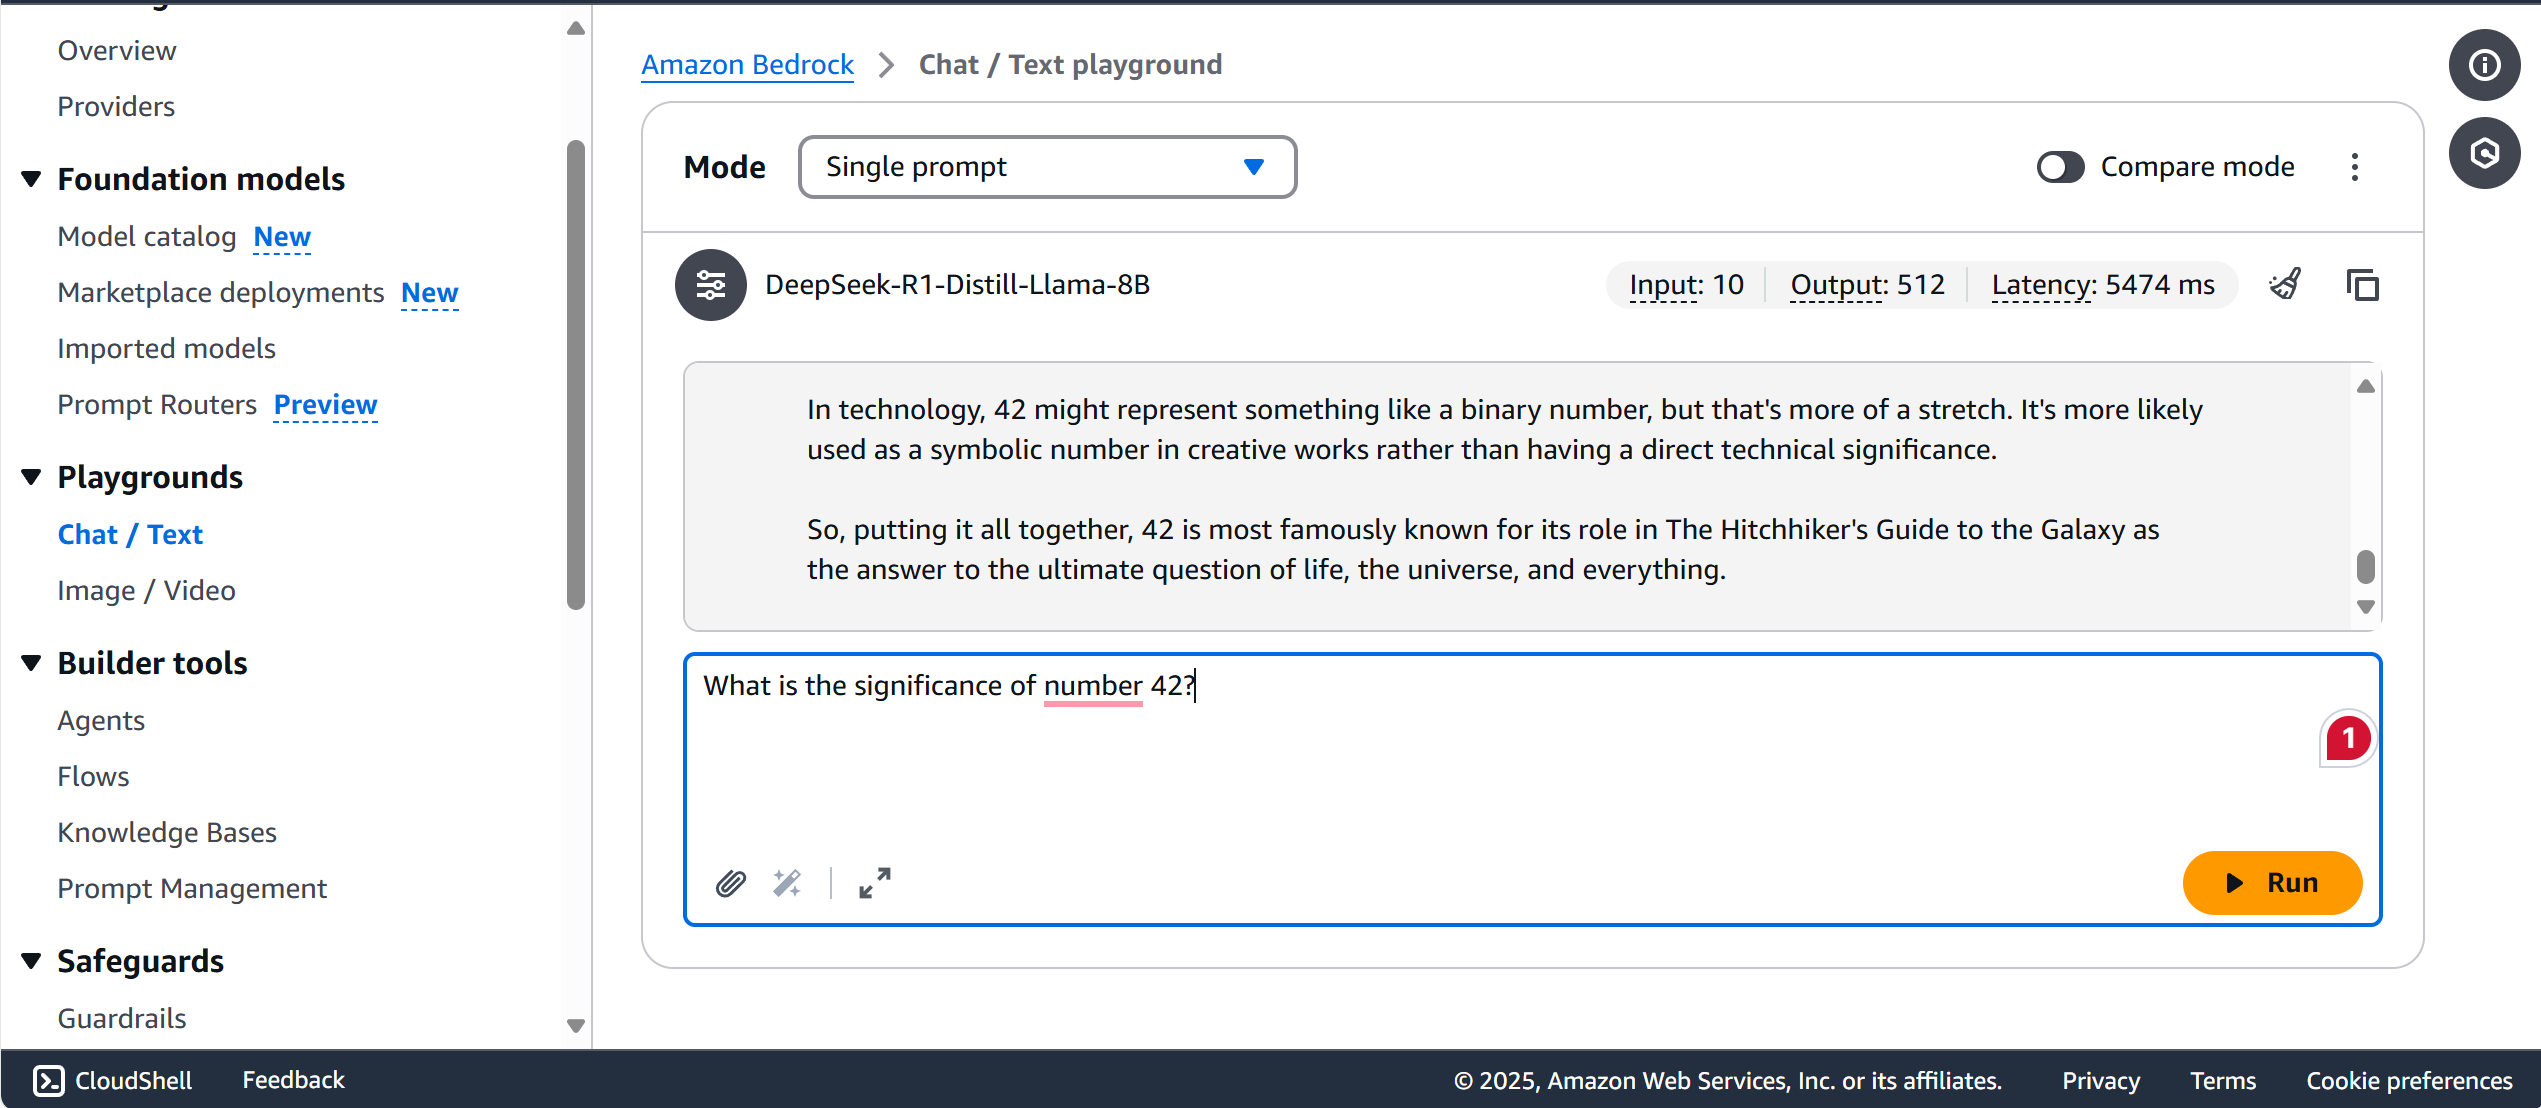 Overview
Providers
Foundation models
Model catalog New
Marketplace deployments New
Imported models
Prompt Routers Preview
Playgrounds
Chat / Text
Image / Video
Builder tools
Agents
Flows
Knowledge Bases
Prompt Management
Safeguards
Guardrails
Amazon Bedrock > Chat / Text playground
Mode Single prompt Compare mode
DeepSeek-R1-Distill-Llama-8B Input: 10 Output: 512 Latency: 5474 ms
In technology, 42 might represent something like a binary number, but that's more of a stretch. It's more likely
used as a symbolic number in creative works rather than having a direct technical significance.
So, putting it all together, 42 is most famously known for its role in The Hitchhiker's Guide to the Galaxy as
the answer to the ultimate question of life, the universe, and everything.
What is the significance of number 42?
1
Run
CloudShell Feedback © 2025, Amazon Web Services, Inc. or its affiliates. Privacy Terms Cookie preferences